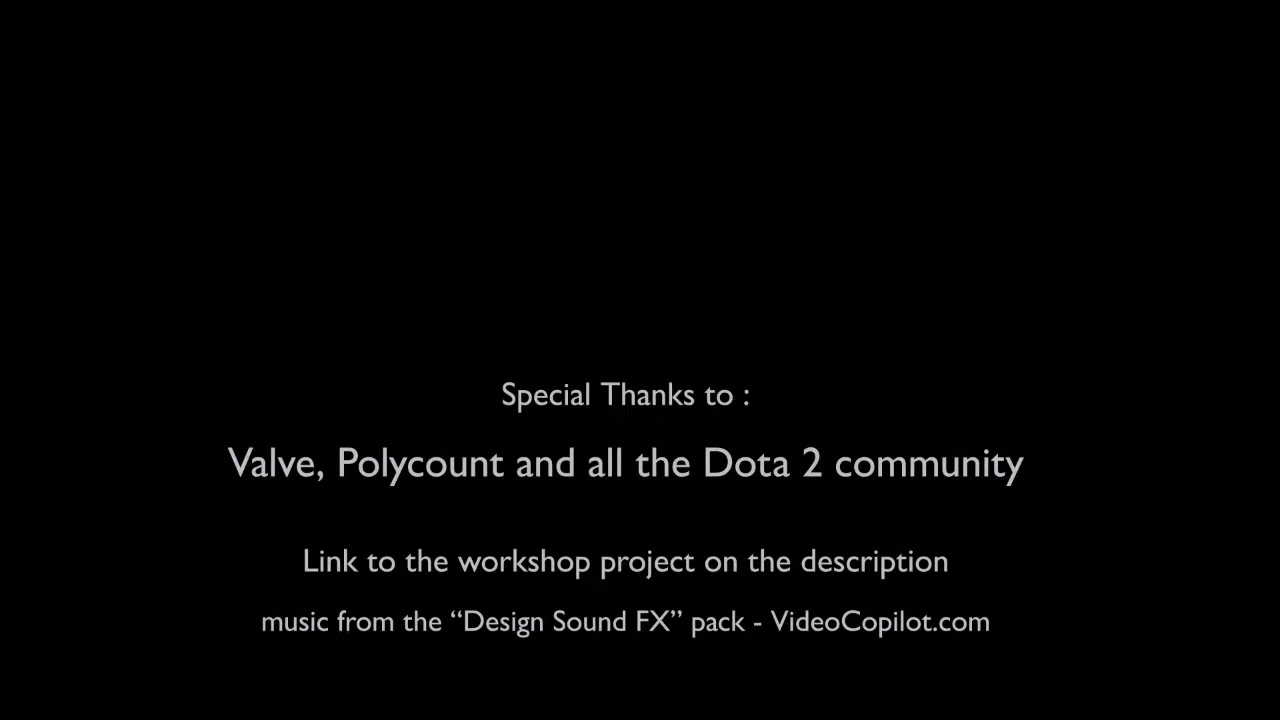 Special Thanks to :
Valve, Polycount and all the Dota 2 community
Link to the workshop project on the description
music from the “Design Sound FX” pack - VideoCopilot.com